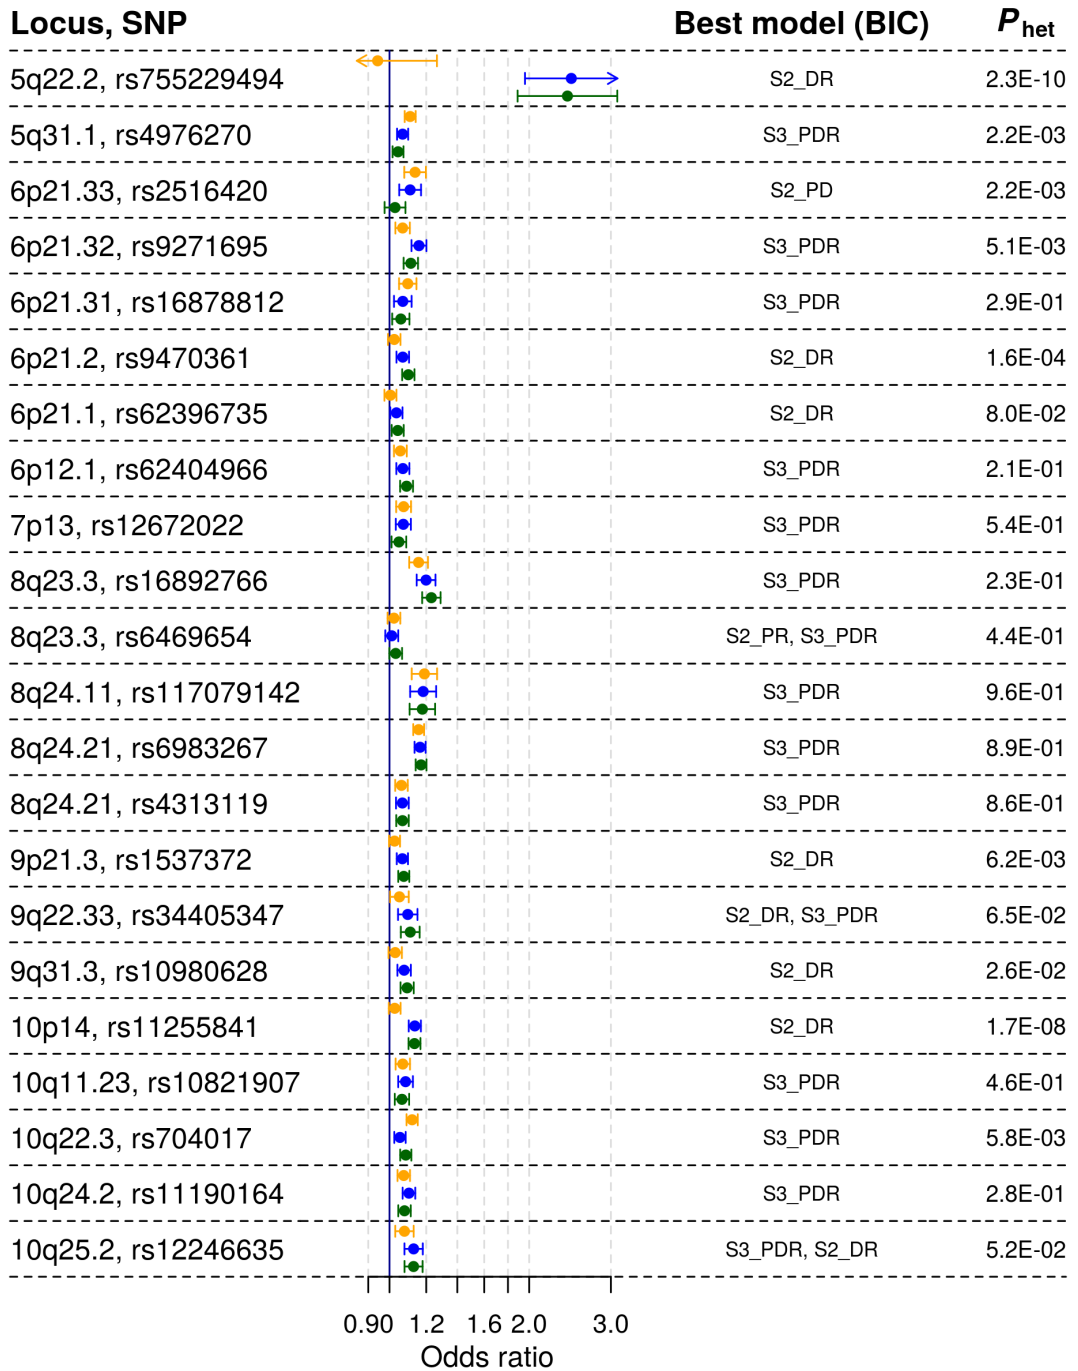 Locus, SNP Best model (BIC) Phet
5q22.2, rs755229494 S2_DR 2.3E-10
5q31.1, rs4976270 S3_PDR 2.2E-03
6p21.33, rs2516420 S2_PD 2.2E-03
6p21.32, rs9271695 S3_PDR 5.1E-03
6p21.31, rs16878812 S3_PDR 2.9E-01
6p21.2, rs9470361 S2_DR 1.6E-04
6p21.1, rs62396735 S2_DR 8.0E-02
6p12.1, rs62404966 S3_PDR 2.1E-01
7p13, rs12672022 S3_PDR 5.4E-01
8q23.3, rs16892766 S3_PDR 2.3E-01
8q23.3, rs6469654 S2_PR, S3_PDR 4.4E-01
8q24.11, rs117079142 S3_PDR 9.6E-01
8q24.21, rs6983267 S3_PDR 8.9E-01
8q24.21, rs4313119 S3_PDR 8.6E-01
9p21.3, rs1537372 S2_DR 6.2E-03
9q22.33, rs34405347 S2_DR, S3_PDR 6.5E-02
9q31.3, rs10980628 S2_DR 2.6E-02
10p14, rs11255841 S2_DR 1.7E-08
10q11.23, rs10821907 S3_PDR 4.6E-01
10q22.3, rs704017 S3_PDR 5.8E-03
10q24.2, rs11190164 S3_PDR 2.8E-01
10q25.2, rs12246635 S3_PDR, S2_DR 5.2E-02
0.90 1.2 1.6 2.0 3.0
Odds ratio